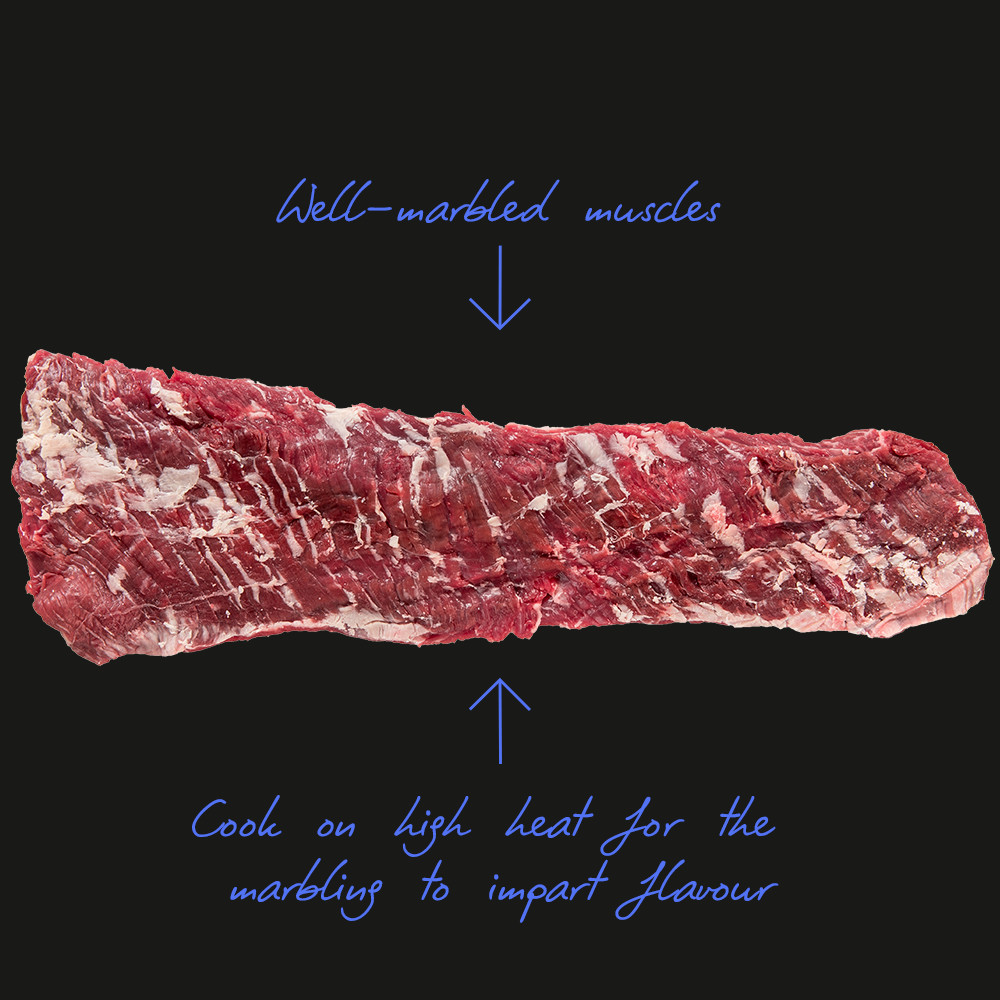 Well-marbled muscles
Cook on high heat for the
marbling to impart flavour